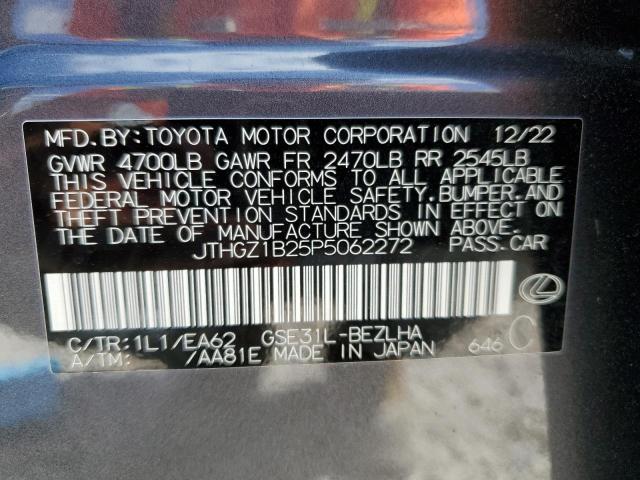 MFD.BY:TOYOTA MOTOR CORPORATION 12/22
GVWR 4700LB GAWR FR 2470LB RR 2545LB
THIS VEHICLE CONFORMS TO ALL APPLICABLE
FEDERAL MOTOR VEHICLE SAFETY,BUMPER,AND
THEFT PREVENTION STANDARDS IN EFFECT ON
THE DATE OF MANUFACTURE SHOWN ABOVE.
JTHGZ1B25P5062272 PASS.CAR
C/TR:1L1/EA62 GSE31L-BEZLHA
A/TM: /AA81E MADE IN JAPAN 646 C